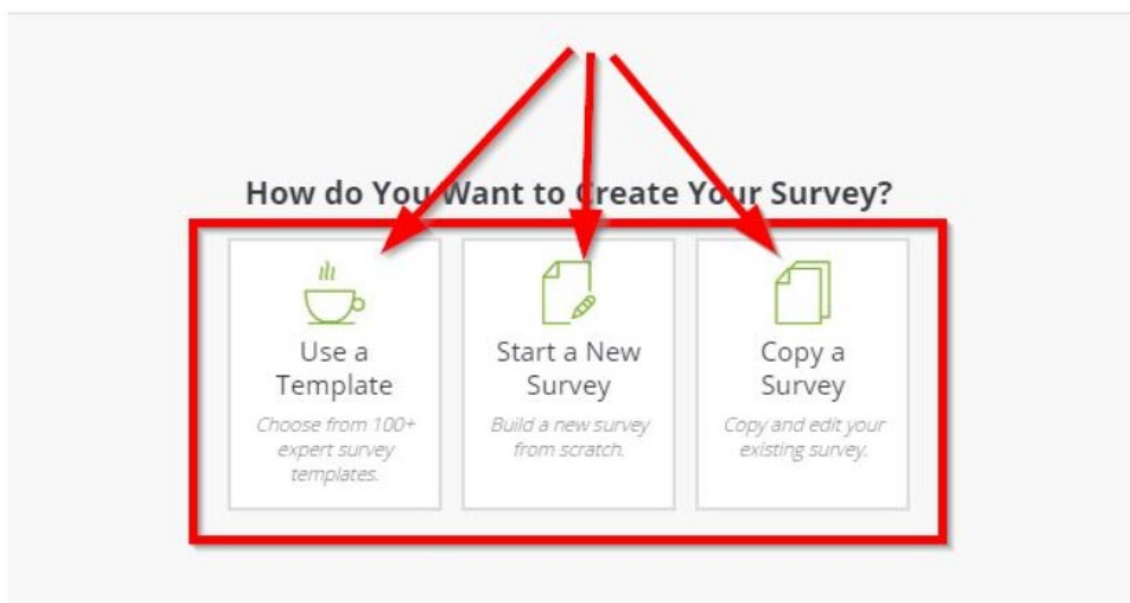 How do You Want to Create Your Survey?
Use a
Template
Choose from 100+
expert survey
templates.
Start a New
Survey
Build a new survey
from scratch.
Copy a
Survey
Copy and edit your
existing survey.